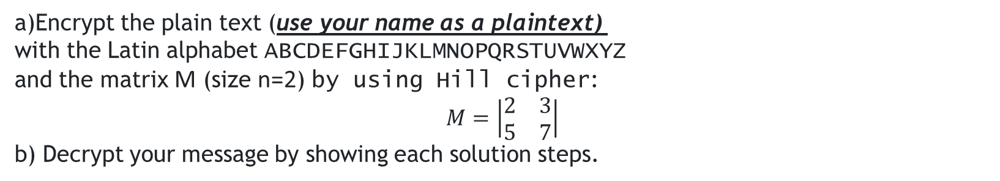 a)Encrypt the plain text (use your name as a plaintext)
with the Latin alphabet ABCDEFGHIJKLMNOPQRSTUVWXYZ
and the matrix M (size n=2) by using Hill cipher:
M = |2 3|
|5 7|
b) Decrypt your message by showing each solution steps.